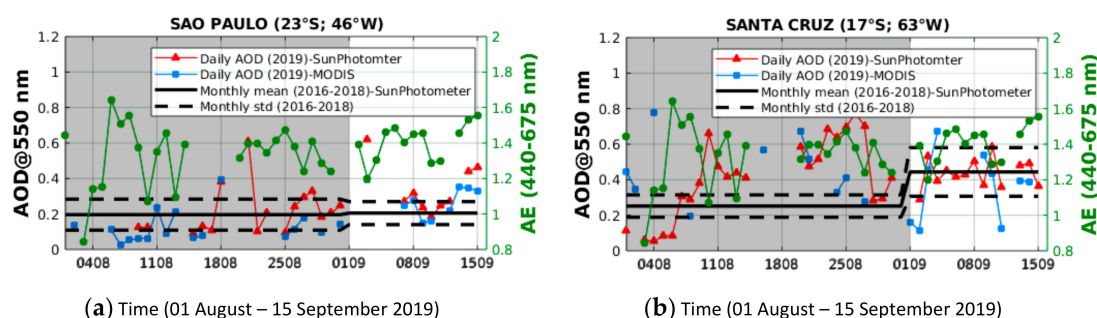 SAO PAULO (23°S; 46°W)
1.2
1
0.8
0.6
0.4
0.2
0
AOD@550 nm
Daily AOD (2019)-SunPhotomter
Daily AOD (2019)-MODIS
Monthly mean (2016-2018)-SunPhotometer
Monthly std (2016-2018)
2
1.8
1.6
1.4
1.2
1
0.8
AE (440-675 nm)
0408 1108 1808 2508 0109 0809 1509
(a) Time (01 August – 15 September 2019)
SANTA CRUZ (17°S; 63°W)
1.2
1
0.8
0.6
0.4
0.2
0
AOD@550 nm
Daily AOD (2019)-SunPhotometer
Daily AOD (2019)-MODIS
Monthly mean (2016-2018)-SunPhotometer
Monthly std (2016-2018)
2
1.8
1.6
1.4
1.2
1
0.8
AE (440-675 nm)
0408 1108 1808 2508 0109 0809 1509
(b) Time (01 August – 15 September 2019)